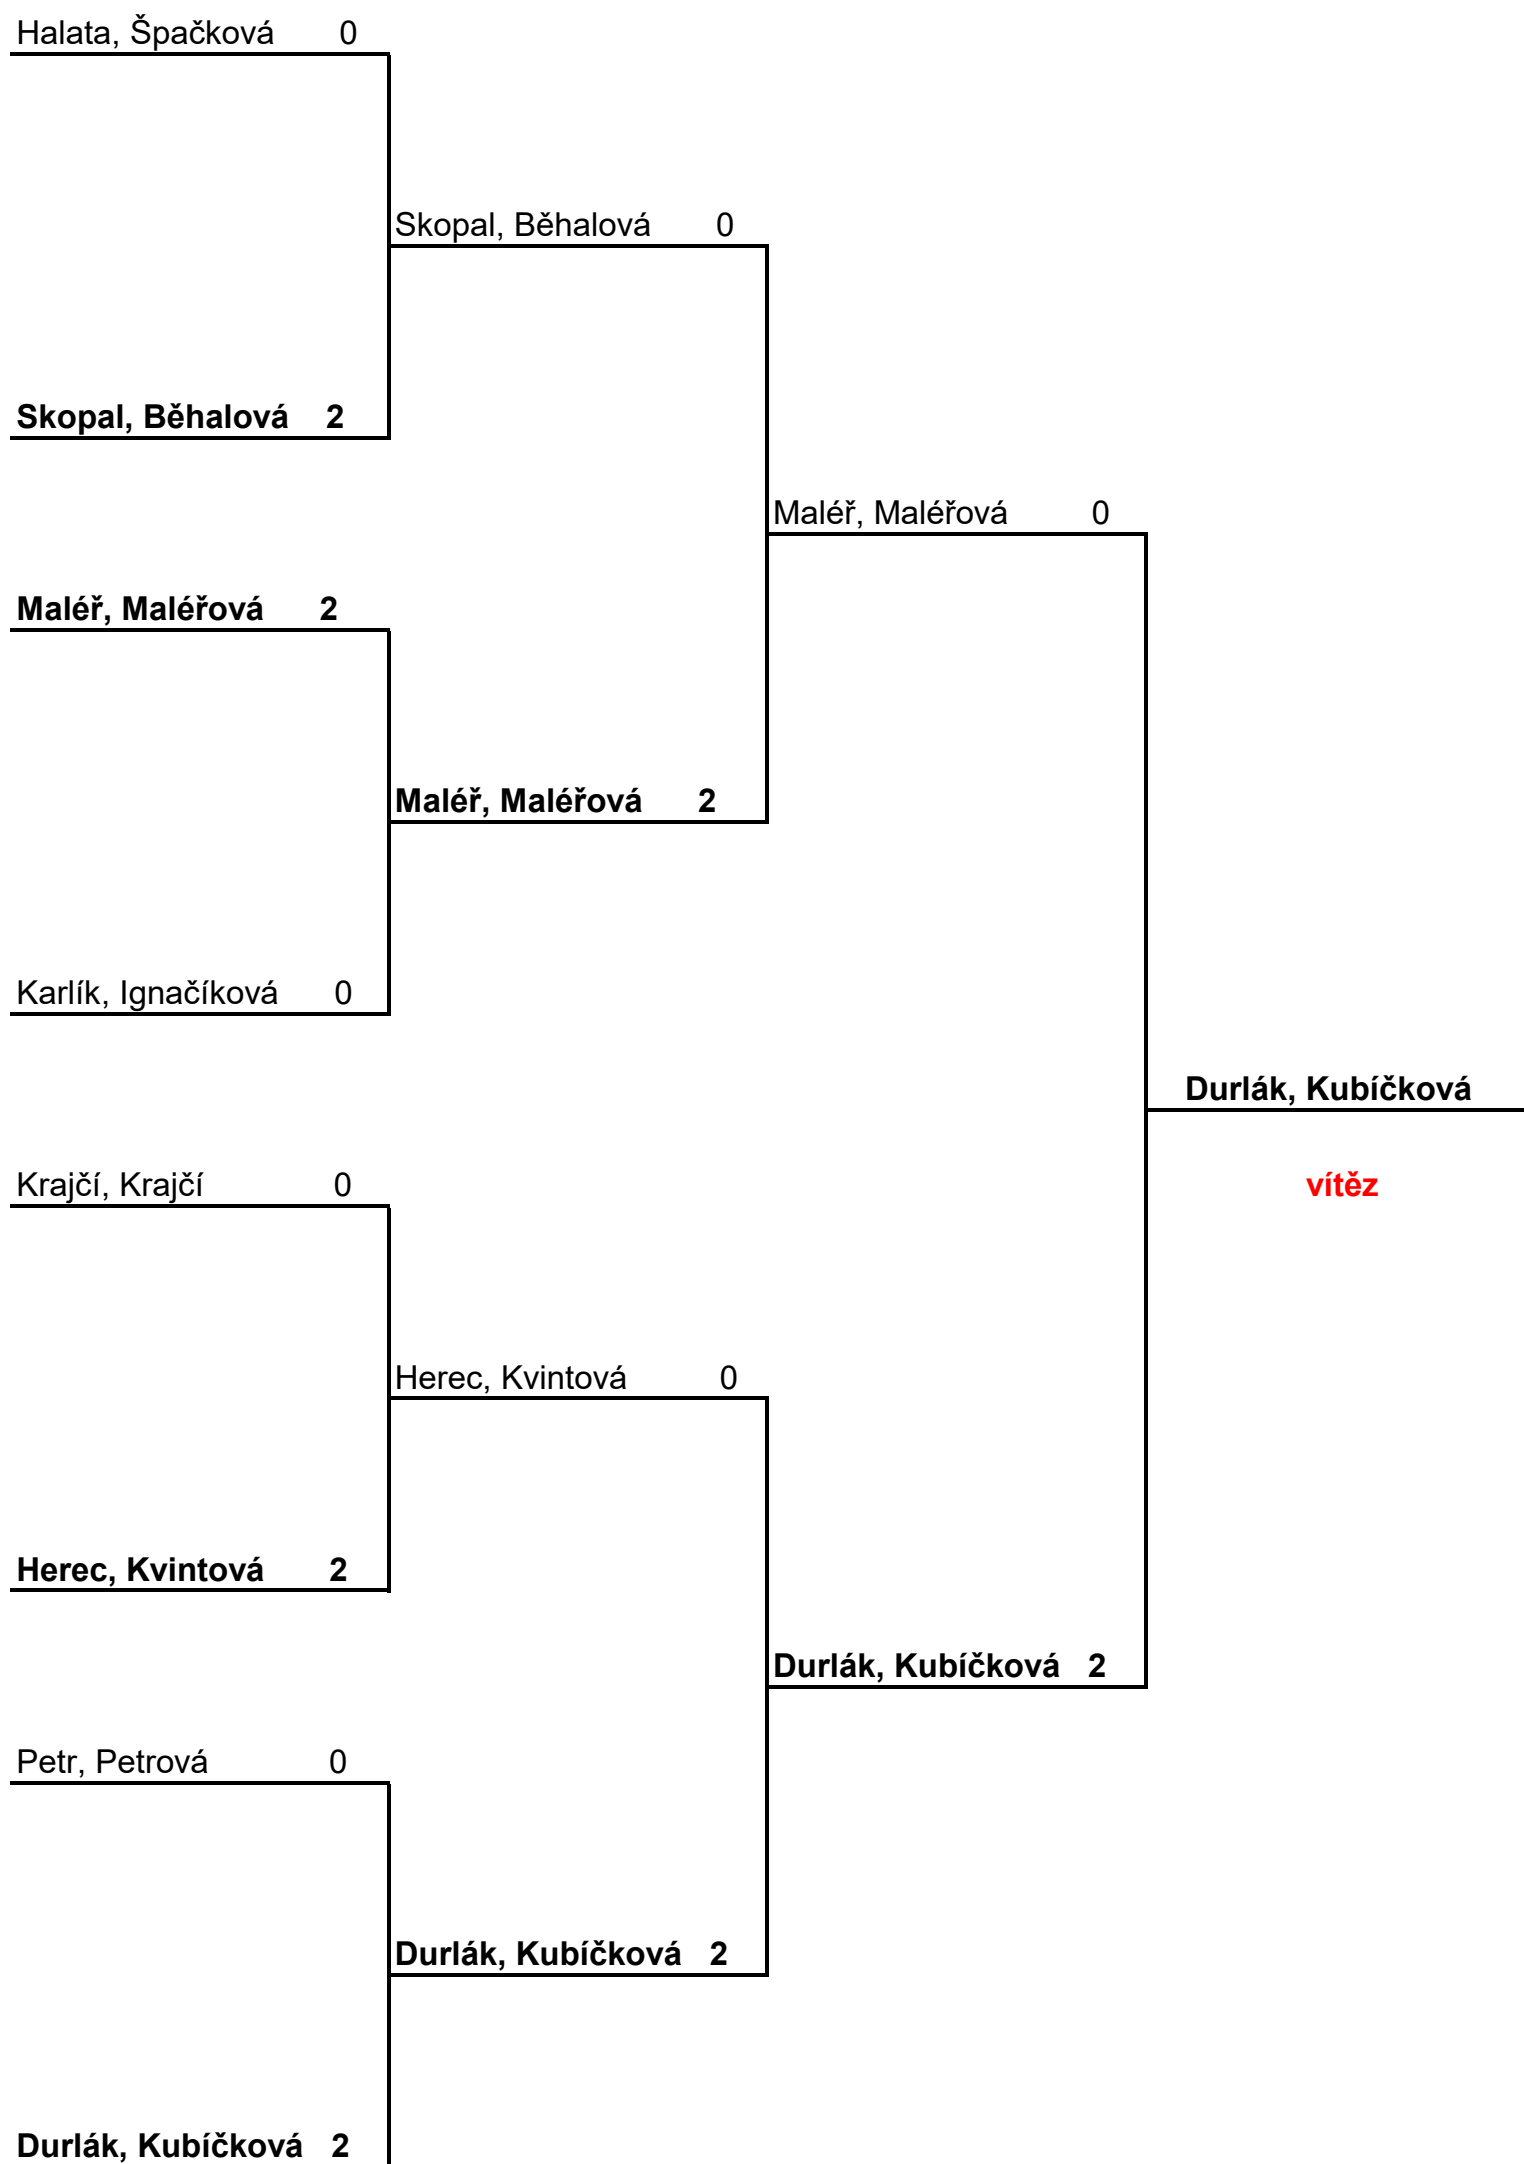 Halata, Špačková 0
Skopal, Běhalová 0
Skopal, Běhalová 2
Maléř, Maléřová 0
Maléř, Maléřová 2
Maléř, Maléřová 2
Karlík, Ignačíková 0
Durlák, Kubíčková
Krajčí, Krajčí 0
vítěz
Herec, Kvintová 0
Herec, Kvintová 2
Durlák, Kubíčková 2
Petr, Petrová 0
Durlák, Kubíčková 2
Durlák, Kubíčková 2